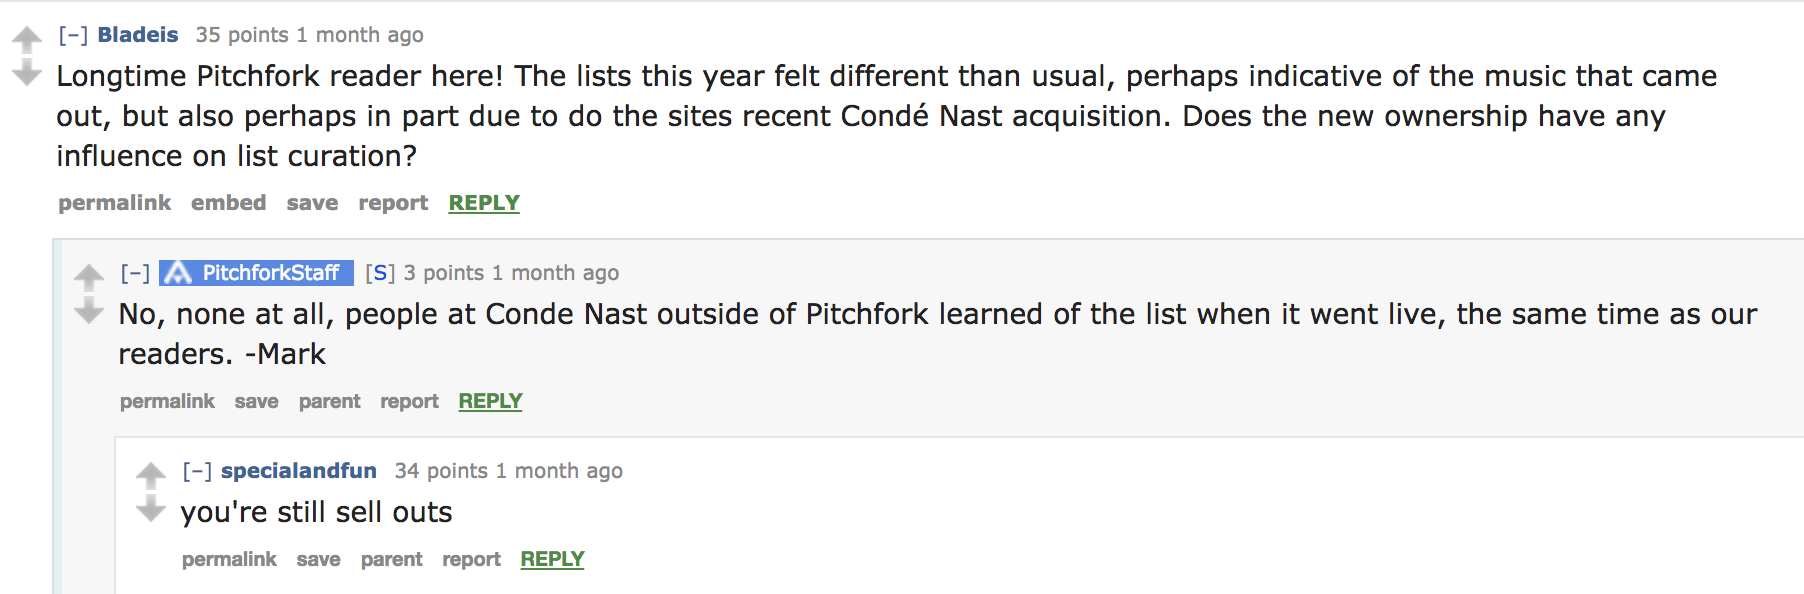 [–] Bladeis 35 points 1 month ago
Longtime Pitchfork reader here! The lists this year felt different than usual, perhaps indicative of the music that came
out, but also perhaps in part due to do the sites recent Condé Nast acquisition. Does the new ownership have any
influence on list curation?
permalink embed save report REPLY
[–] PitchforkStaff [S] 3 points 1 month ago
No, none at all, people at Conde Nast outside of Pitchfork learned of the list when it went live, the same time as our
readers. -Mark
permalink save parent report REPLY
[–] specialandfun 34 points 1 month ago
you're still sell outs
permalink save parent report REPLY